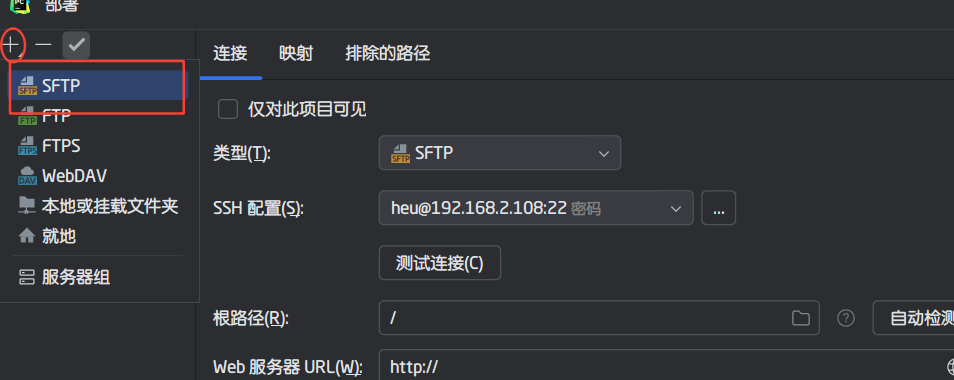 PC 部署
连接 映射 排除的路径
SFTP
FTP
FTPS
WebDAV
本地或挂载文件夹
就地
服务器组
仅对此项目可见
类型(T): SFTP
SSH 配置(S): heu@192.168.2.108:22 密码 ...
测试连接(C)
根路径(R): / ? 自动检测
Web 服务器 URL(W): http://